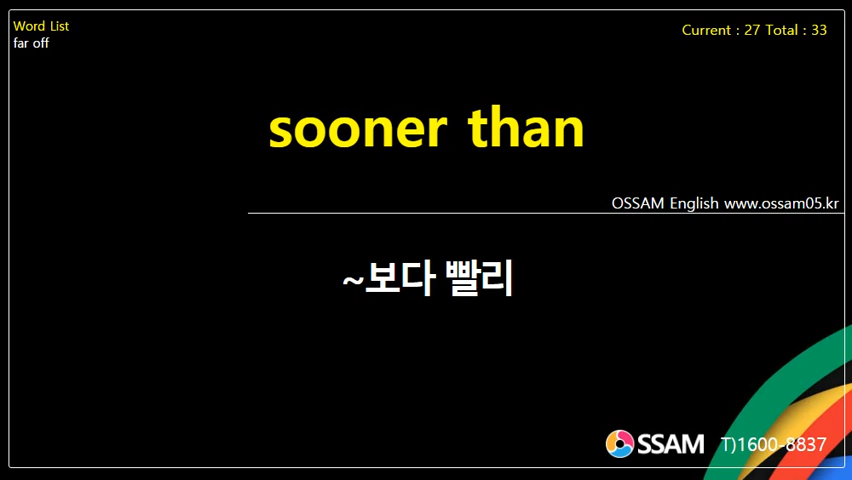 Word List
far off
Current : 27 Total : 33
sooner than
OSSAM English www.ossam05.kr
~보다 빨리
OSSAM T)1600-8837